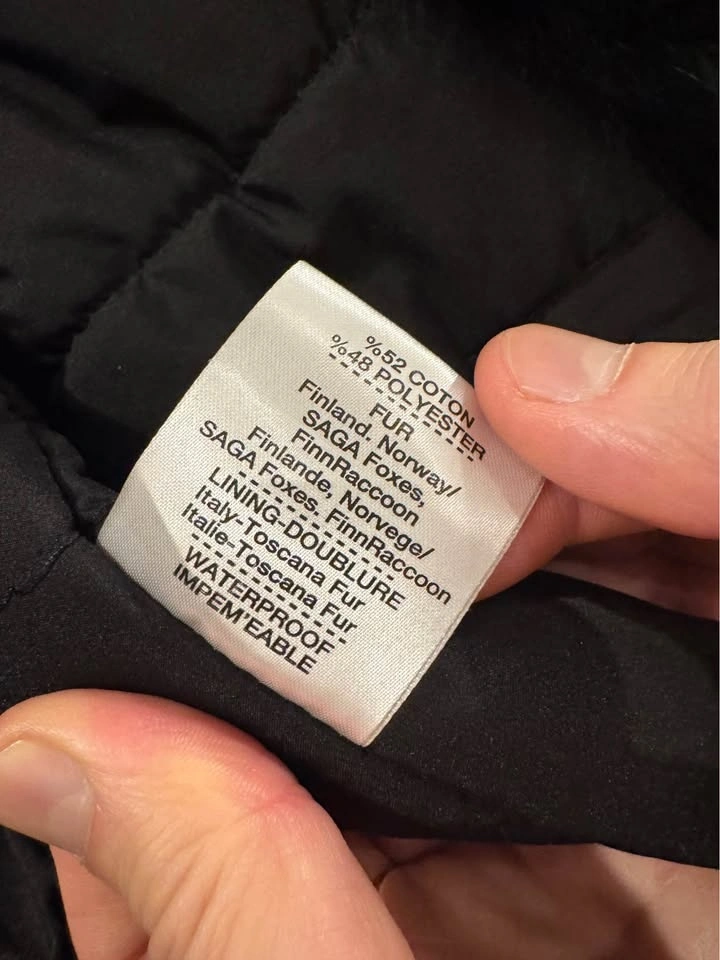 %52 COTON
%48 POLYESTER
FUR
Finland, Norway/
SAGA Foxes,
FinnRaccoon
Finlande, Norvege/
SAGA Foxes, FinnRaccoon
LINING-DOUBLURE
Italy-Toscana Fur
Italie-Toscana Fur
WATERPROOF
IMPEM'EABLE